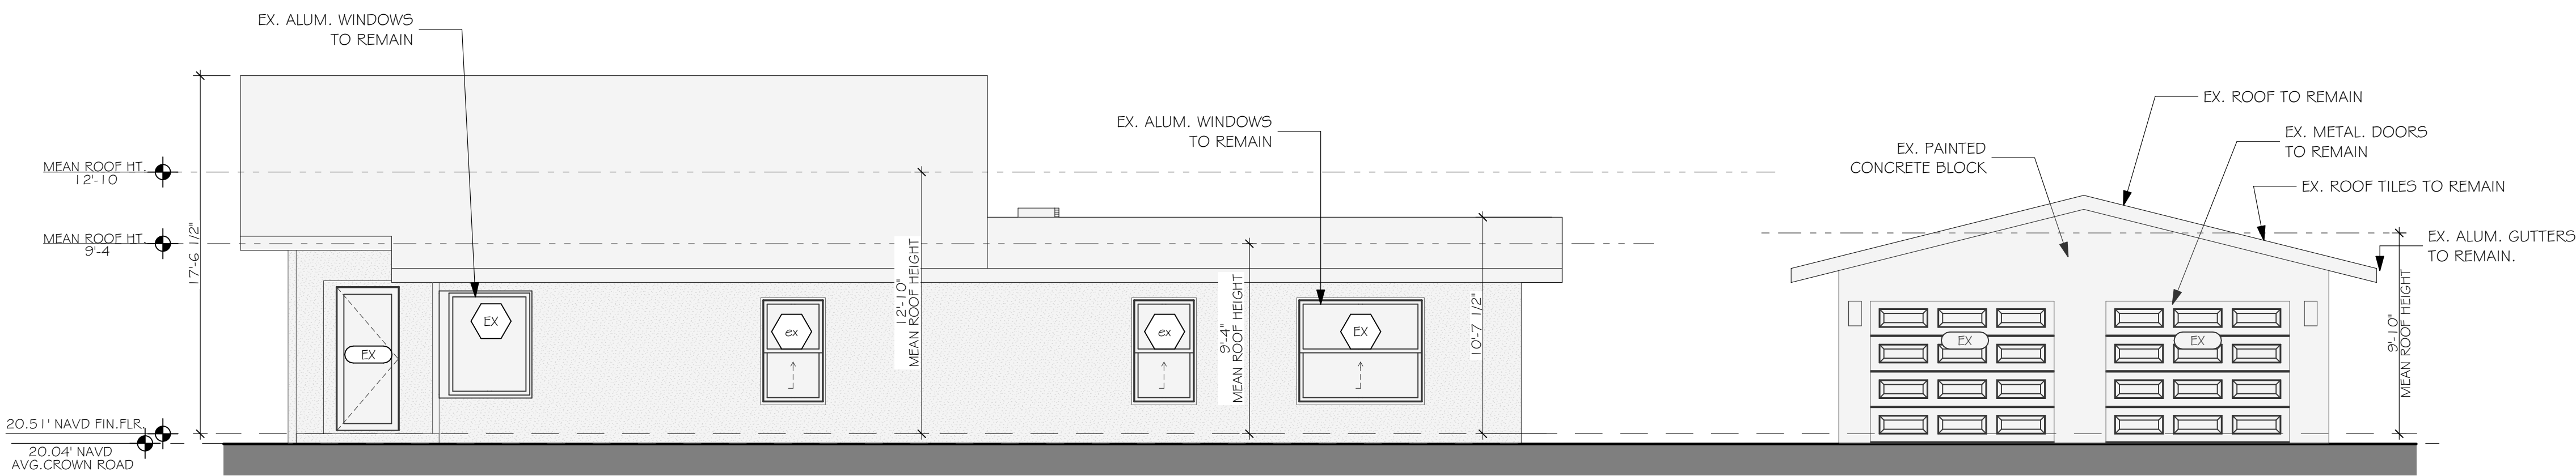 EX. ALUM. WINDOWS
TO REMAIN
MEAN ROOF HT.
12'-10
MEAN ROOF HT.
9'-4
17'-6 1/2"
20.51' NAVD FIN.FLR.
20.04' NAVD
AVG.CROWN ROAD
EX
EX
ex
12'-10"
MEAN ROOF HEIGHT
EX. ALUM. WINDOWS
TO REMAIN
ex
9'-4"
MEAN ROOF HEIGHT
EX
10'-7 1/2"
EX. PAINTED
CONCRETE BLOCK
EX. ROOF TO REMAIN
EX. METAL. DOORS
TO REMAIN
EX. ROOF TILES TO REMAIN
EX. ALUM. GUTTERS
TO REMAIN.
EX
EX
9'-10"
MEAN ROOF HEIGHT